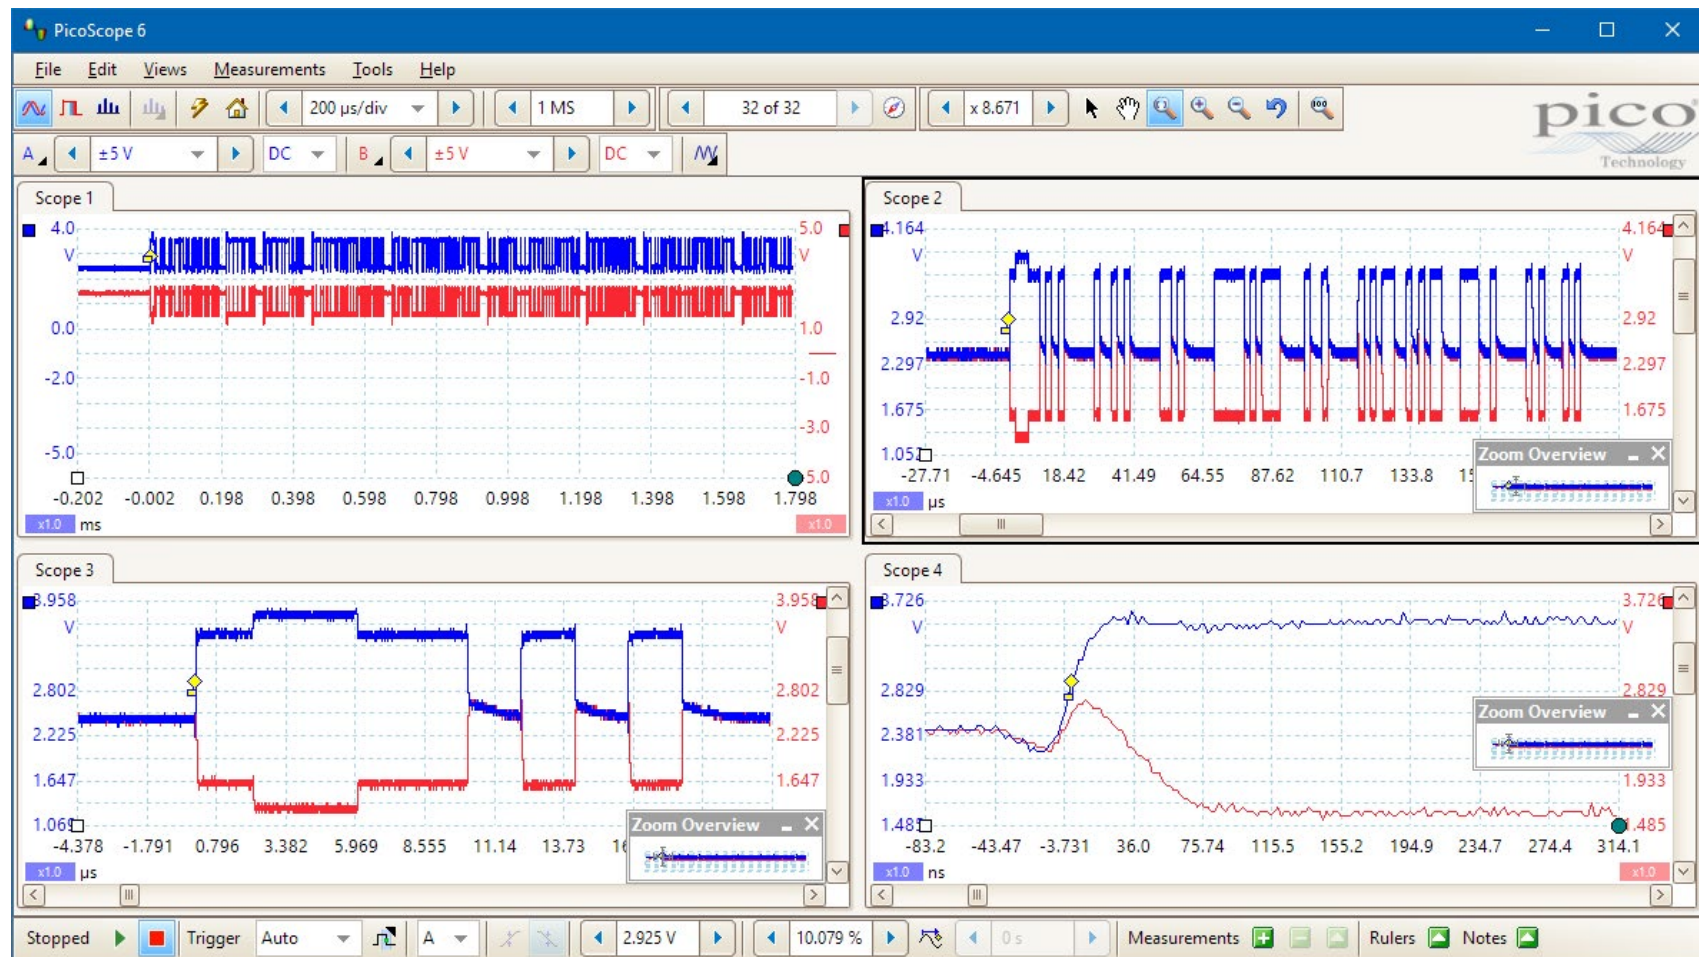 PicoScope 6
File Edit Views Measurements Tools Help
200 µs/div 1 MS 32 of 32 x 8.671
pico
Technology
A ±5 V DC B ±5 V DC
Scope 1
4.0 5.0
V V
0.0 1.0
-2.0 -1.0
-3.0
-5.0 -5.0
-0.202 -0.002 0.198 0.398 0.598 0.798 0.998 1.198 1.398 1.598 1.798
x1.0 ms x1.0
Scope 2
4.164 4.164
V V
2.92 2.92
2.297 2.297
1.675 1.675
1.052
Zoom Overview
-27.71 -4.645 18.42 41.49 64.55 87.62 110.7 133.8
x1.0 µs
Scope 3
3.958 3.958
V V
2.802 2.802
2.225 2.225
1.647 1.647
1.069
Zoom Overview
-4.378 -1.791 0.796 3.382 5.969 8.555 11.14 13.73
x1.0 µs
Scope 4
3.726 3.726
V V
2.829 2.829
Zoom Overview
2.381
1.933 1.933
1.485 1.485
-83.2 -43.47 -3.731 36.0 75.74 115.5 155.2 194.9 234.7 274.4 314.1
x1.0 ns x1.0
Stopped Trigger Auto A 2.925 V 10.079 % 0 s Measurements Rulers Notes